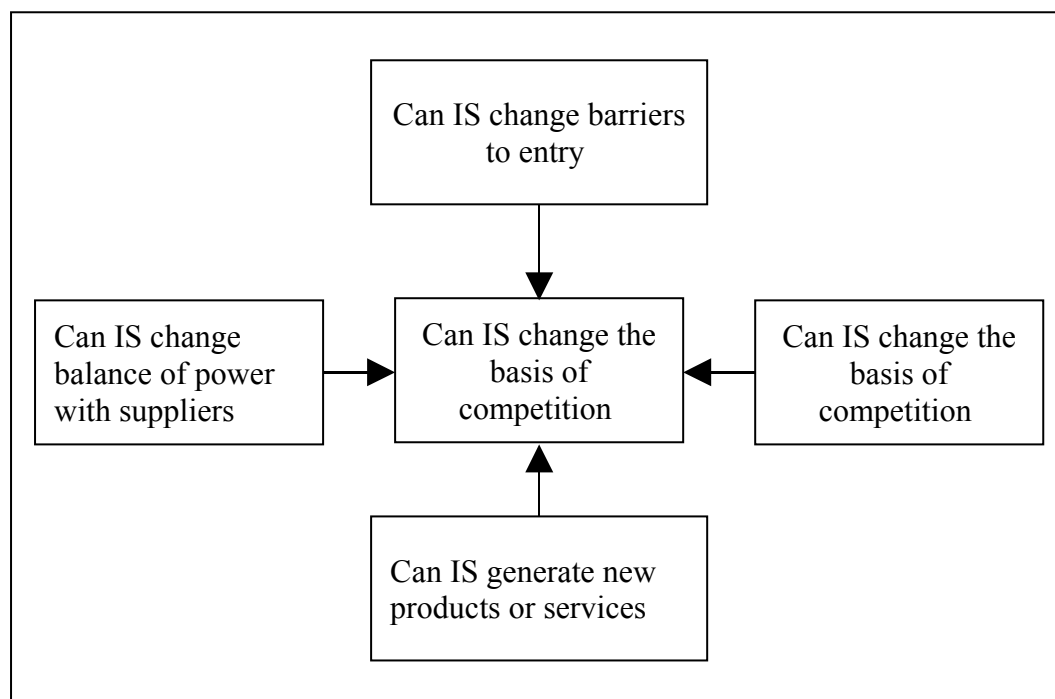 Can IS change barriers
to entry
Can IS change
balance of power
with suppliers
Can IS change the
basis of
competition
Can IS change the
basis of
competition
Can IS generate new
products or services